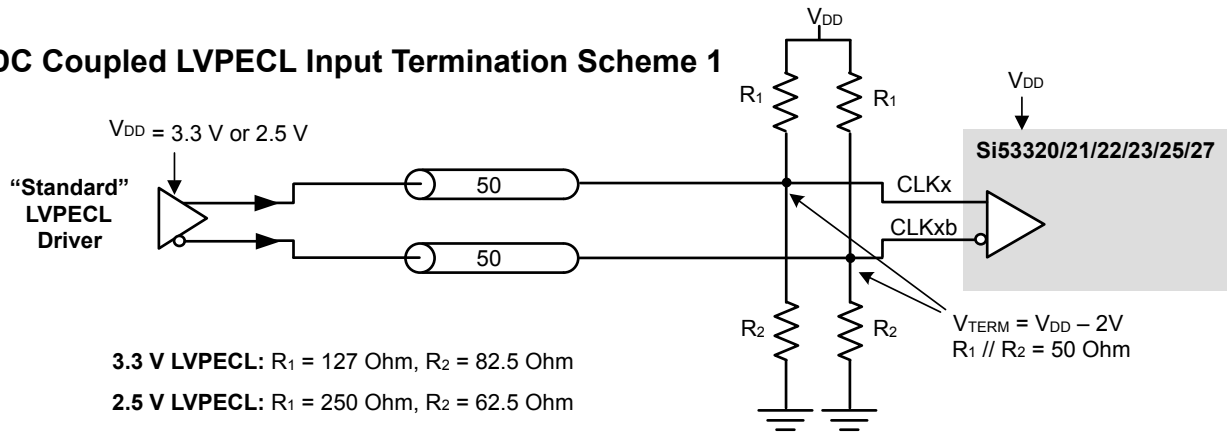 DC Coupled LVPECL Input Termination Scheme 1
VDD
R1
R1
VDD
VDD = 3.3 V or 2.5 V
Si53320/21/22/23/25/27
“Standard”
LVPECL
Driver
50
CLKx
50
CLKxb
R2
R2
VTERM = VDD – 2V
R1 // R2 = 50 Ohm
3.3 V LVPECL: R1 = 127 Ohm, R2 = 82.5 Ohm
2.5 V LVPECL: R1 = 250 Ohm, R2 = 62.5 Ohm